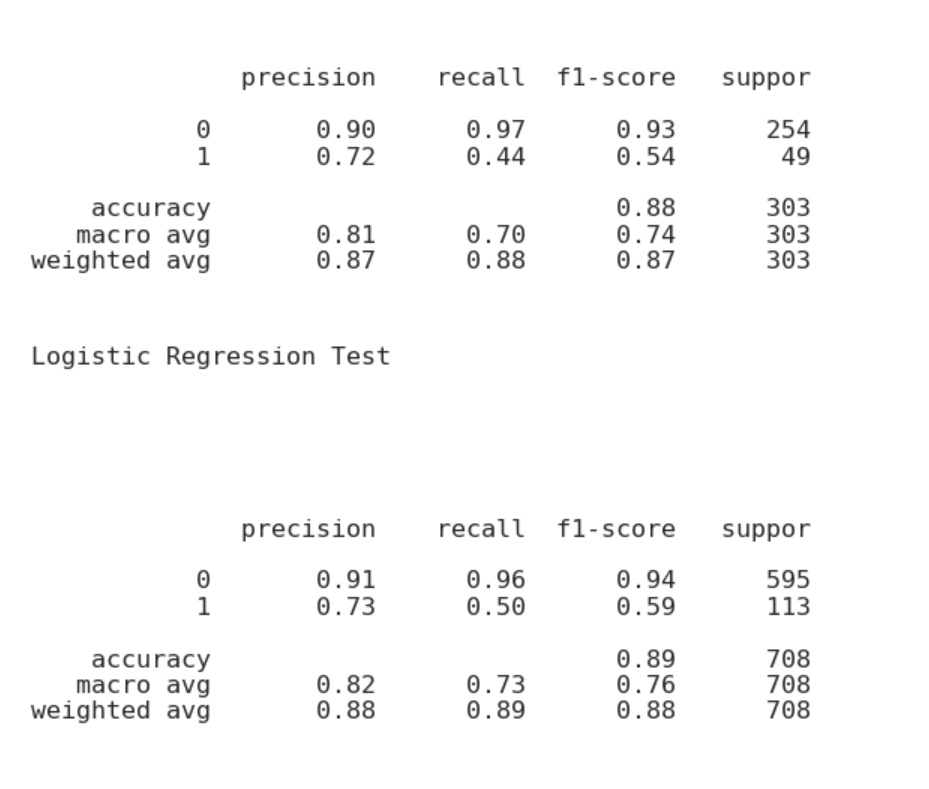 precision recall f1-score suppor
0 0.90 0.97 0.93 254
1 0.72 0.44 0.54 49
accuracy 0.88 303
macro avg 0.81 0.70 0.74 303
weighted avg 0.87 0.88 0.87 303
Logistic Regression Test
precision recall f1-score suppor
0 0.91 0.96 0.94 595
1 0.73 0.50 0.59 113
accuracy 0.89 708
macro avg 0.82 0.73 0.76 708
weighted avg 0.88 0.89 0.88 708